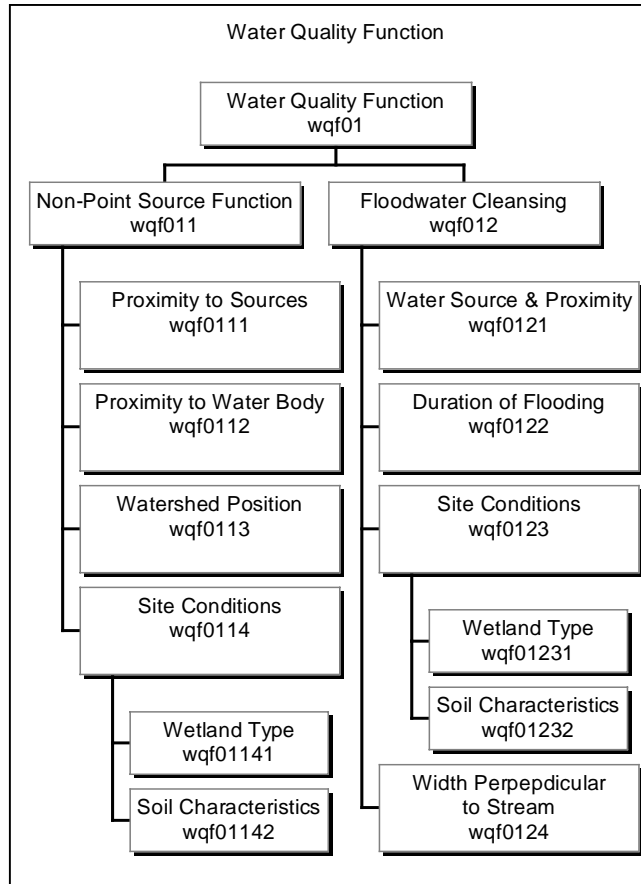 Water Quality Function
Water Quality Function
wqf01
Non-Point Source Function
wqf011
Proximity to Sources
wqf0111
Proximity to Water Body
wqf0112
Watershed Position
wqf0113
Site Conditions
wqf0114
Wetland Type
wqf01141
Soil Characteristics
wqf01142
Floodwater Cleansing
wqf012
Water Source & Proximity
wqf0121
Duration of Flooding
wqf0122
Site Conditions
wqf0123
Wetland Type
wqf01231
Soil Characteristics
wqf01232
Width Perpepdicular
to Stream
wqf0124